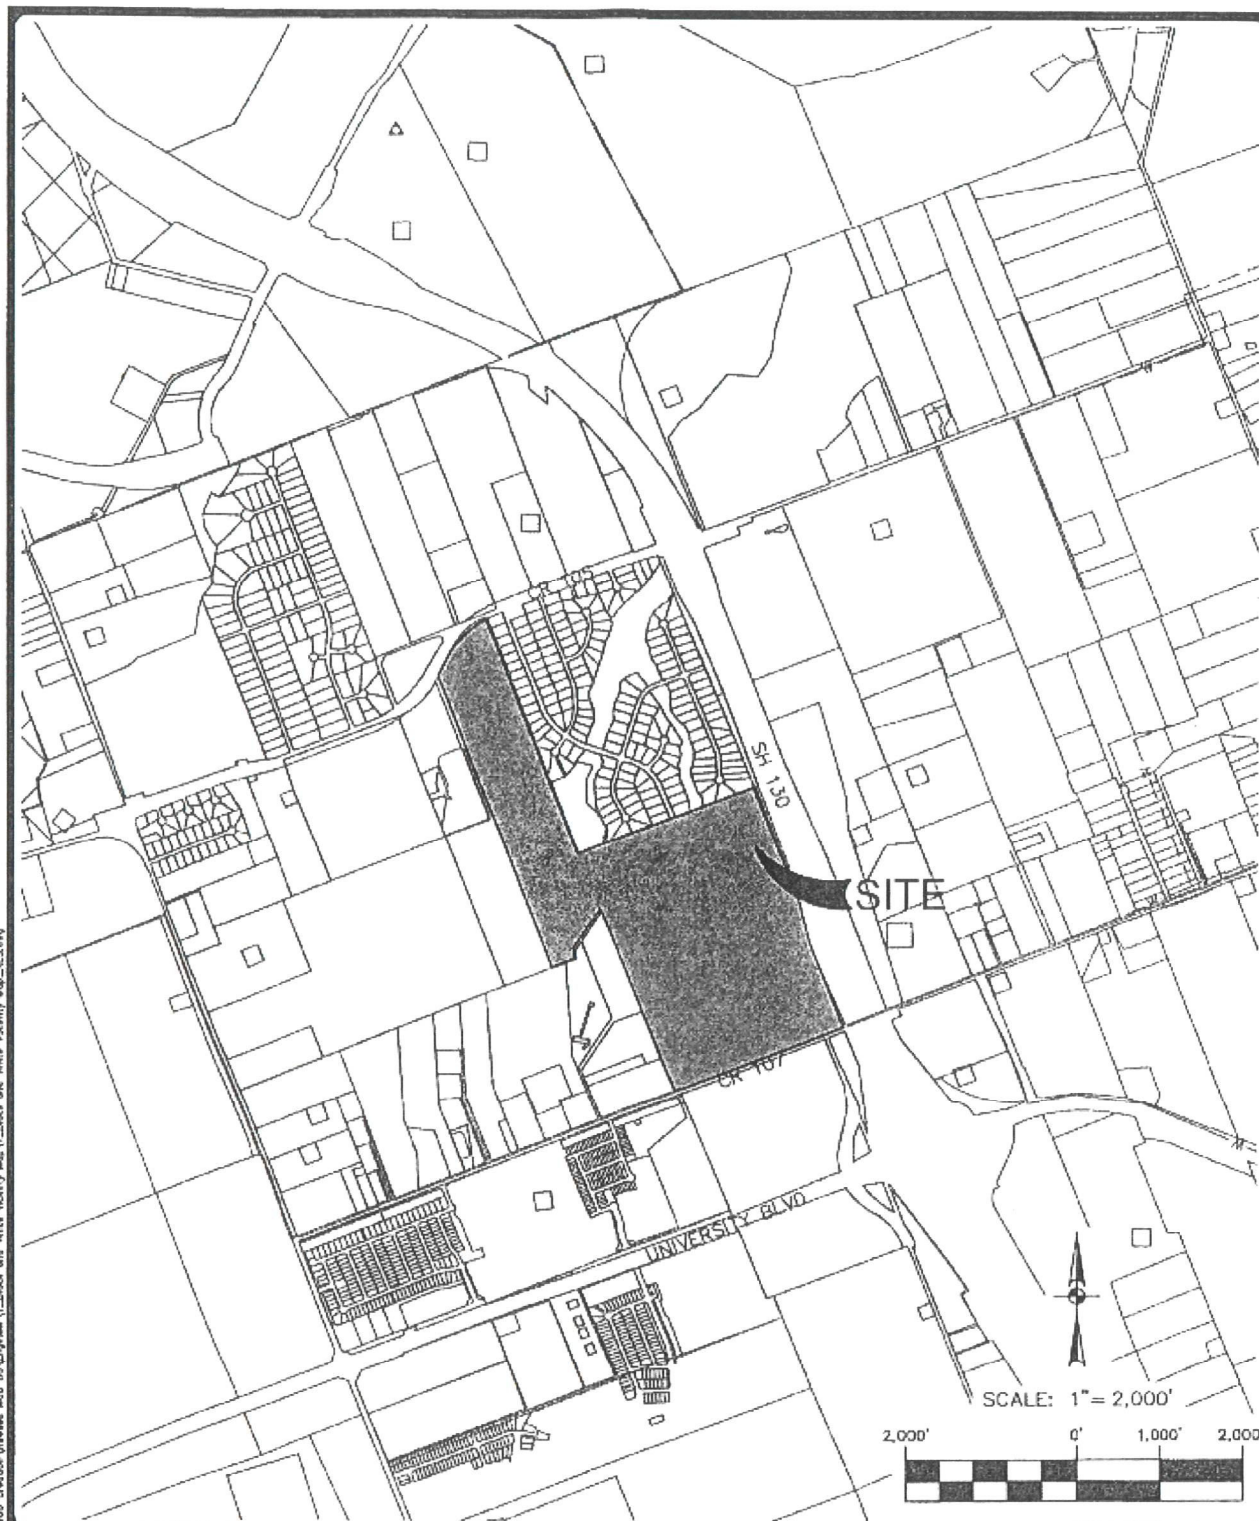 SH 130
SITE
CR 107
UNIVERSITY BLVD
SCALE: 1"= 2,000'
2,000' 0' 1,000' 2,000